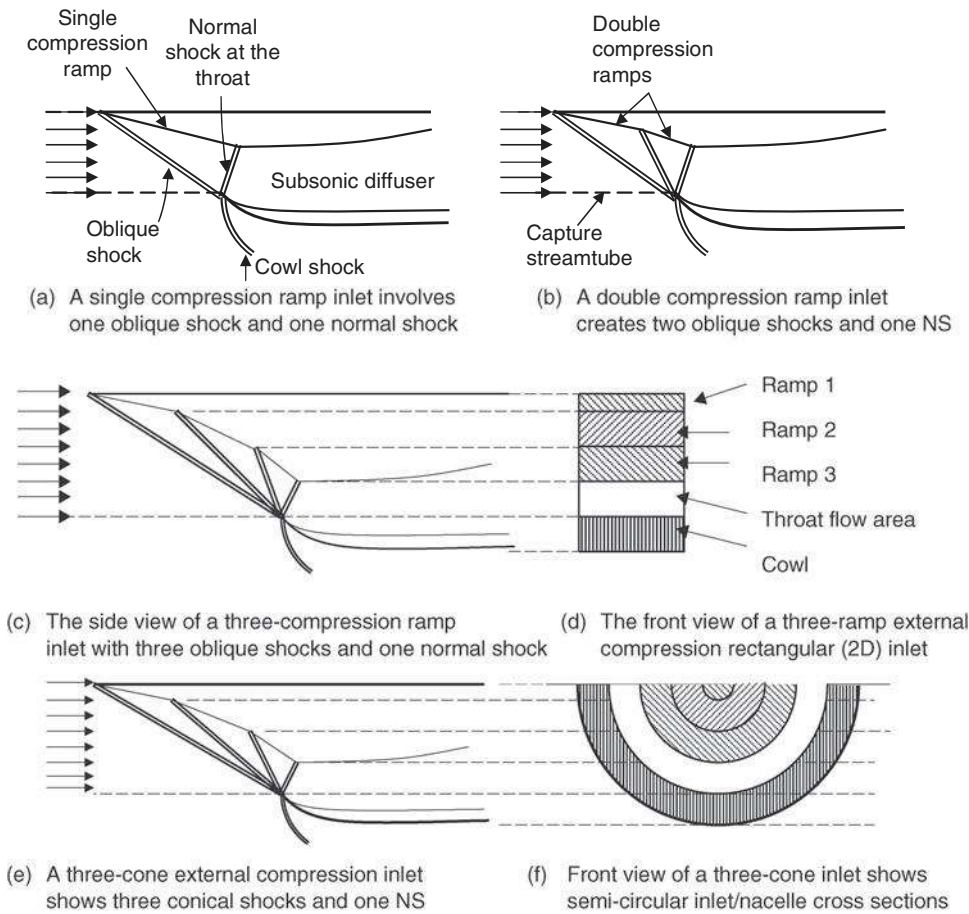 Single
compression
ramp
Normal
shock at the
throat
Subsonic diffuser
Oblique
shock
Cowl shock
(a) A single compression ramp inlet involves
one oblique shock and one normal shock
Double
compression
ramps
Capture
streamtube
(b) A double compression ramp inlet
creates two oblique shocks and one NS
Ramp 1
Ramp 2
Ramp 3
Throat flow area
Cowl
(c) The side view of a three-compression ramp
inlet with three oblique shocks and one normal shock
(d) The front view of a three-ramp external
compression rectangular (2D) inlet
(e) A three-cone external compression inlet
shows three conical shocks and one NS
(f) Front view of a three-cone inlet shows
semi-circular inlet/nacelle cross sections